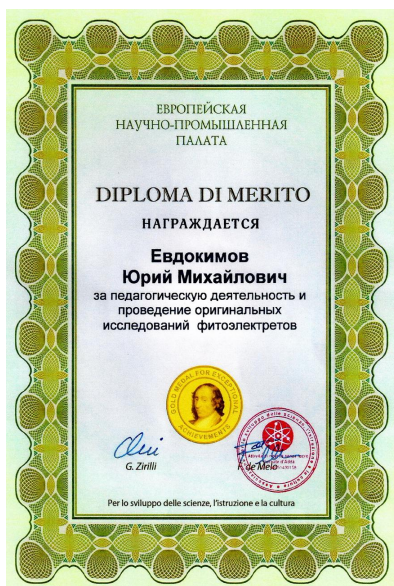 ЕВРОПЕЙСКАЯ
НАУЧНО-ПРОМЫШЛЕННАЯ
ПАЛАТА
DIPLOMA DI MERITO
НАГРАЖДАЕТСЯ
Евдокимов
Юрий Михайлович
за педагогическую деятельность и
проведение оригинальных
исследований фитоэлектретов
GOLD MEDAL FOR EXCEPTIONAL
ACHIEVEMENTS
G. Zirilli
F. de Melo
Per lo sviluppo delle scienze, l'istruzione e la cultura